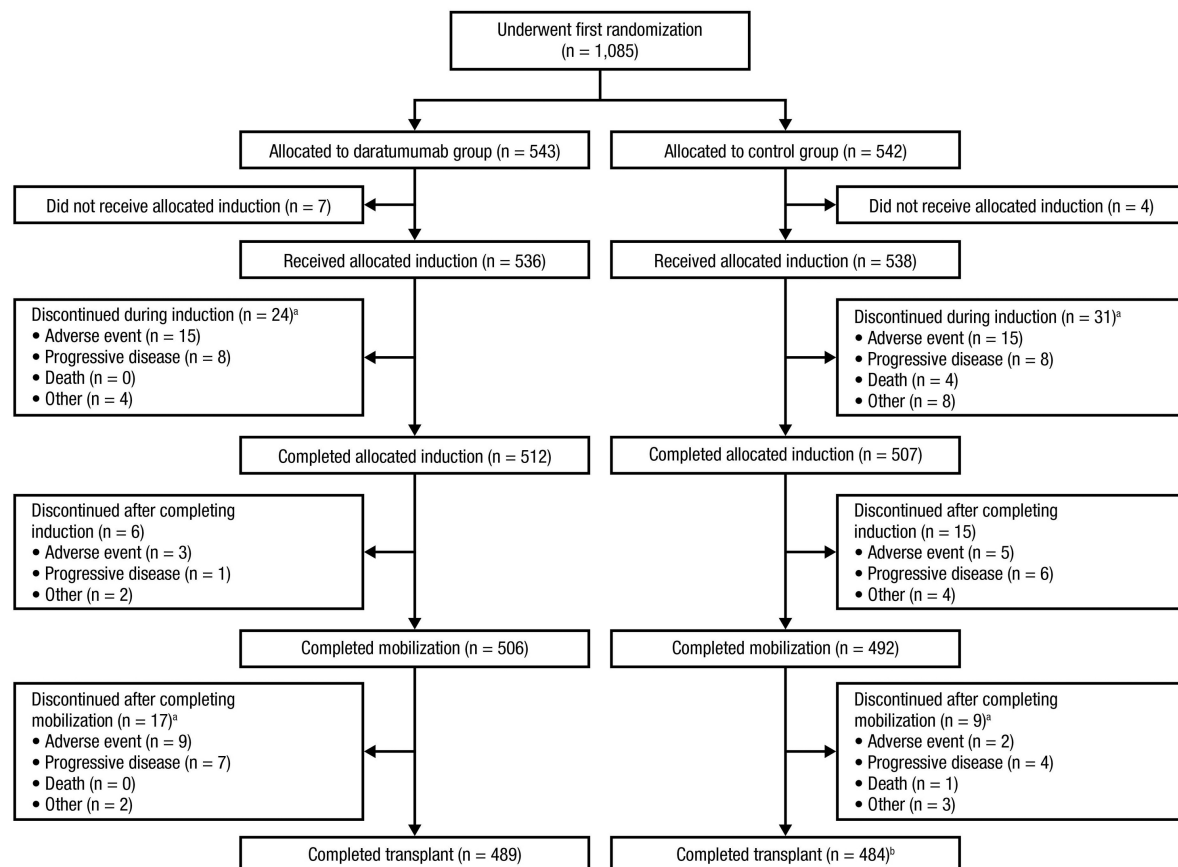 Underwent first randomization
(n = 1,085)
Allocated to daratumumab group (n = 543)
Allocated to control group (n = 542)
Did not receive allocated induction (n = 7)
Did not receive allocated induction (n = 4)
Received allocated induction (n = 536)
Received allocated induction (n = 538)
Discontinued during induction (n = 24)ᵃ
• Adverse event (n = 15)
• Progressive disease (n = 8)
• Death (n = 0)
• Other (n = 4)
Discontinued during induction (n = 31)ᵃ
• Adverse event (n = 15)
• Progressive disease (n = 8)
• Death (n = 4)
• Other (n = 8)
Completed allocated induction (n = 512)
Completed allocated induction (n = 507)
Discontinued after completing
induction (n = 6)
• Adverse event (n = 3)
• Progressive disease (n = 1)
• Other (n = 2)
Discontinued after completing
induction (n = 15)
• Adverse event (n = 5)
• Progressive disease (n = 6)
• Other (n = 4)
Completed mobilization (n = 506)
Completed mobilization (n = 492)
Discontinued after completing
mobilization (n = 17)ᵃ
• Adverse event (n = 9)
• Progressive disease (n = 7)
• Death (n = 0)
• Other (n = 2)
Discontinued after completing
mobilization (n = 9)ᵃ
• Adverse event (n = 2)
• Progressive disease (n = 4)
• Death (n = 1)
• Other (n = 3)
Completed transplant (n = 489)
Completed transplant (n = 484)ᵇ